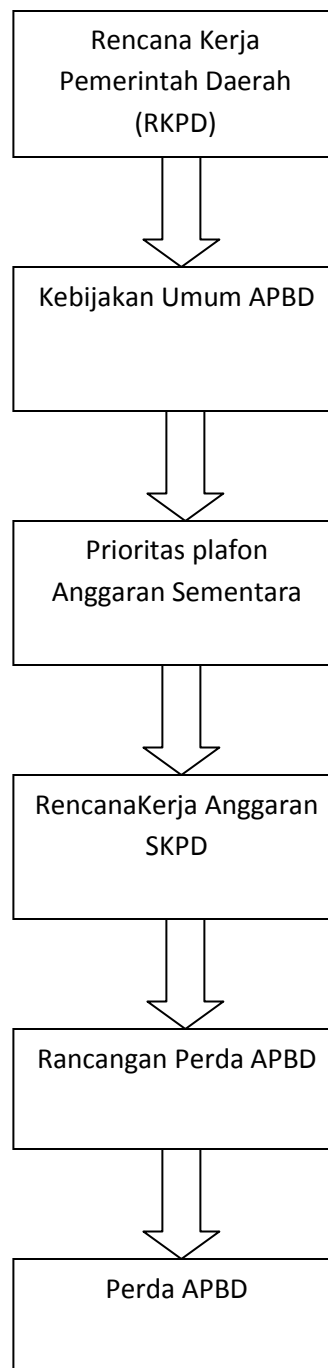 Rencana Kerja
Pemerintah Daerah
(RKPD)
Kebijakan Umum APBD
Prioritas plafon
Anggaran Sementara
RencanaKerja Anggaran
SKPD
Rancangan Perda APBD
Perda APBD